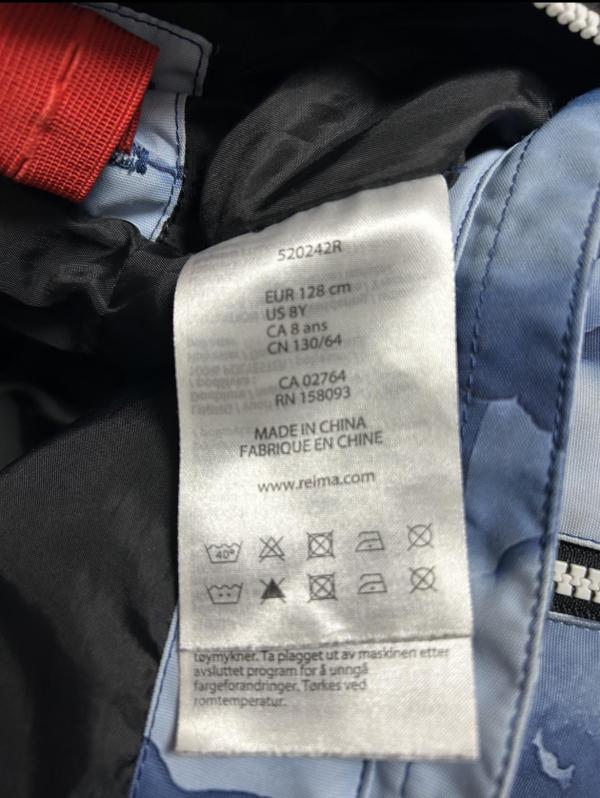 520242R
EUR 128 cm
US 8Y
CA 8 ans
CN 130/64
CA 02764
RN 158093
MADE IN CHINA
FABRIQUE EN CHINE
www.reima.com
40°
tøymykner. Ta plagget ut av maskinen etter
avsluttet program for å unngå
fargeforandringer. Tørkes ved
romtemperatur.